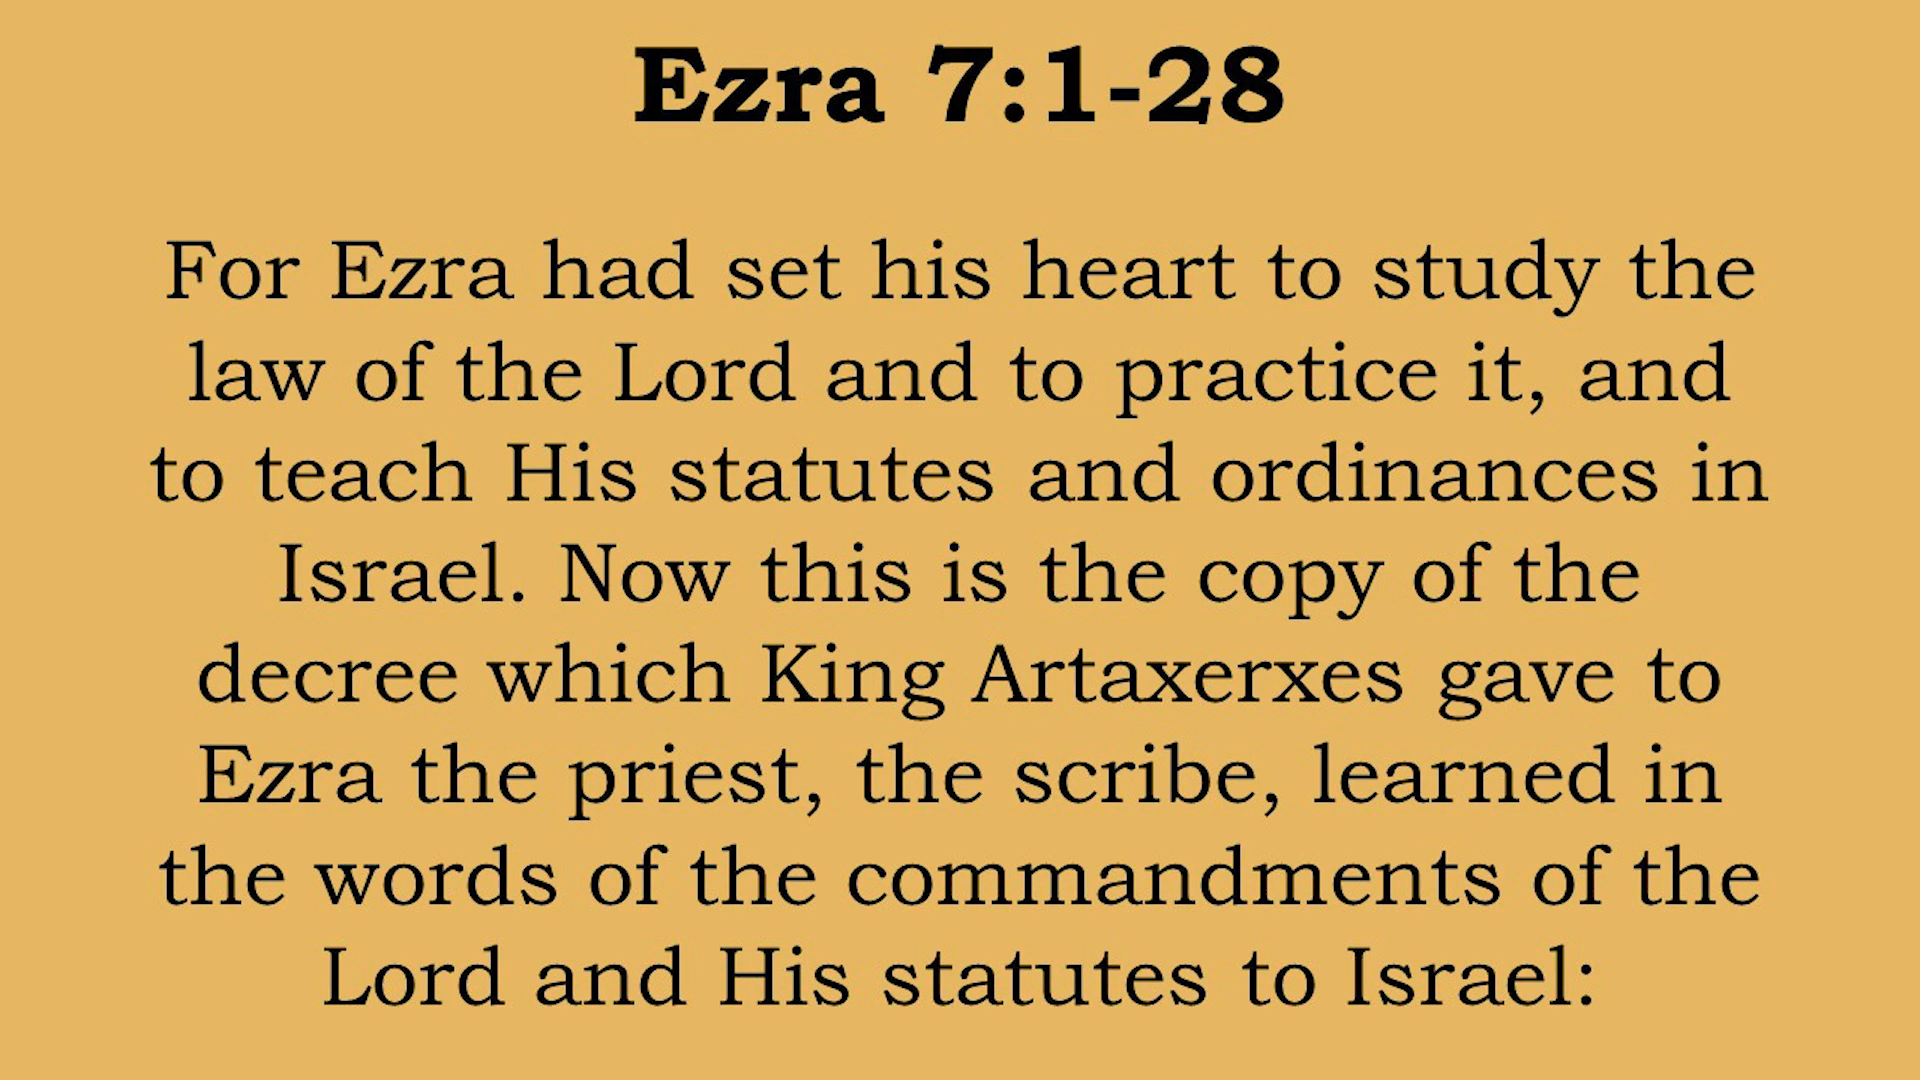 Ezra 7:1-28
For Ezra had set his heart to study the
law of the Lord and to practice it, and
to teach His statutes and ordinances in
Israel. Now this is the copy of the
decree which King Artaxerxes gave to
Ezra the priest, the scribe, learned in
the words of the commandments of the
Lord and His statutes to Israel: